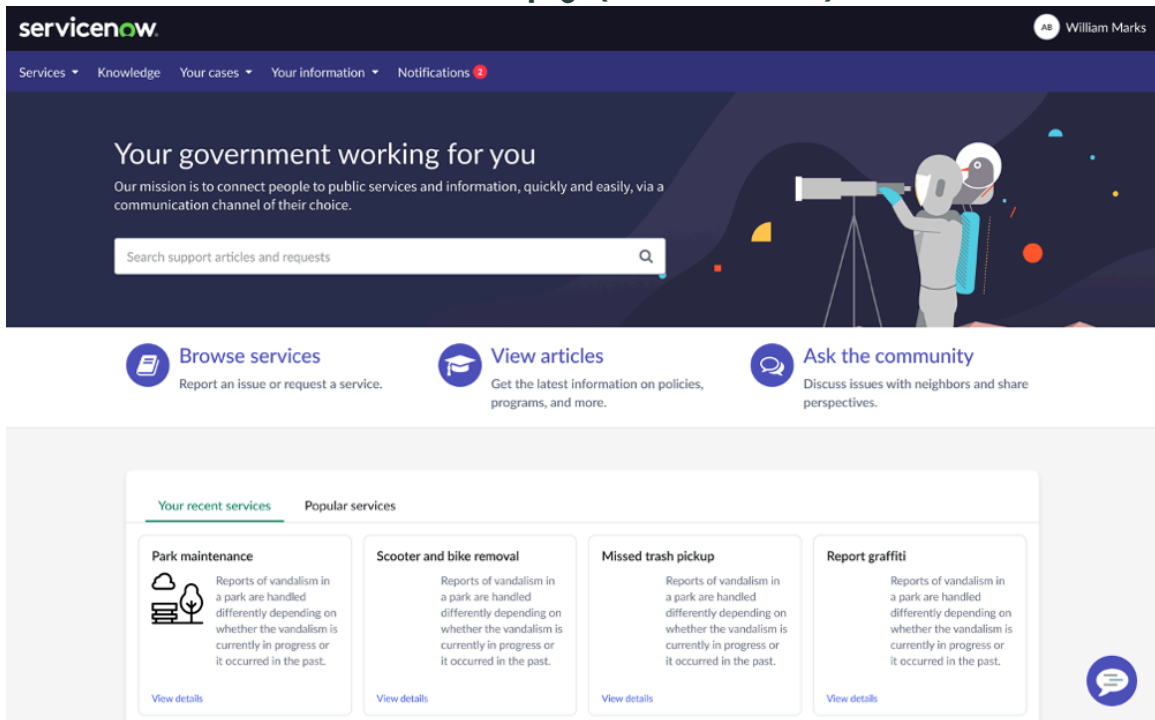 servicenow.
AB William Marks
Services Knowledge Your cases Your information Notifications 2
Your government working for you
Our mission is to connect people to public services and information, quickly and easily, via a
communication channel of their choice.
Search support articles and requests
Browse services
Report an issue or request a service.
View articles
Get the latest information on policies,
programs, and more.
Ask the community
Discuss issues with neighbors and share
perspectives.
Your recent services Popular services
Park maintenance
Reports of vandalism in
a park are handled
differently depending on
whether the vandalism is
currently in progress or
it occurred in the past.
View details
Scooter and bike removal
Reports of vandalism in
a park are handled
differently depending on
whether the vandalism is
currently in progress or
it occurred in the past.
View details
Missed trash pickup
Reports of vandalism in
a park are handled
differently depending on
whether the vandalism is
currently in progress or
it occurred in the past.
View details
Report graffiti
Reports of vandalism in
a park are handled
differently depending on
whether the vandalism is
currently in progress or
it occurred in the past.
View details